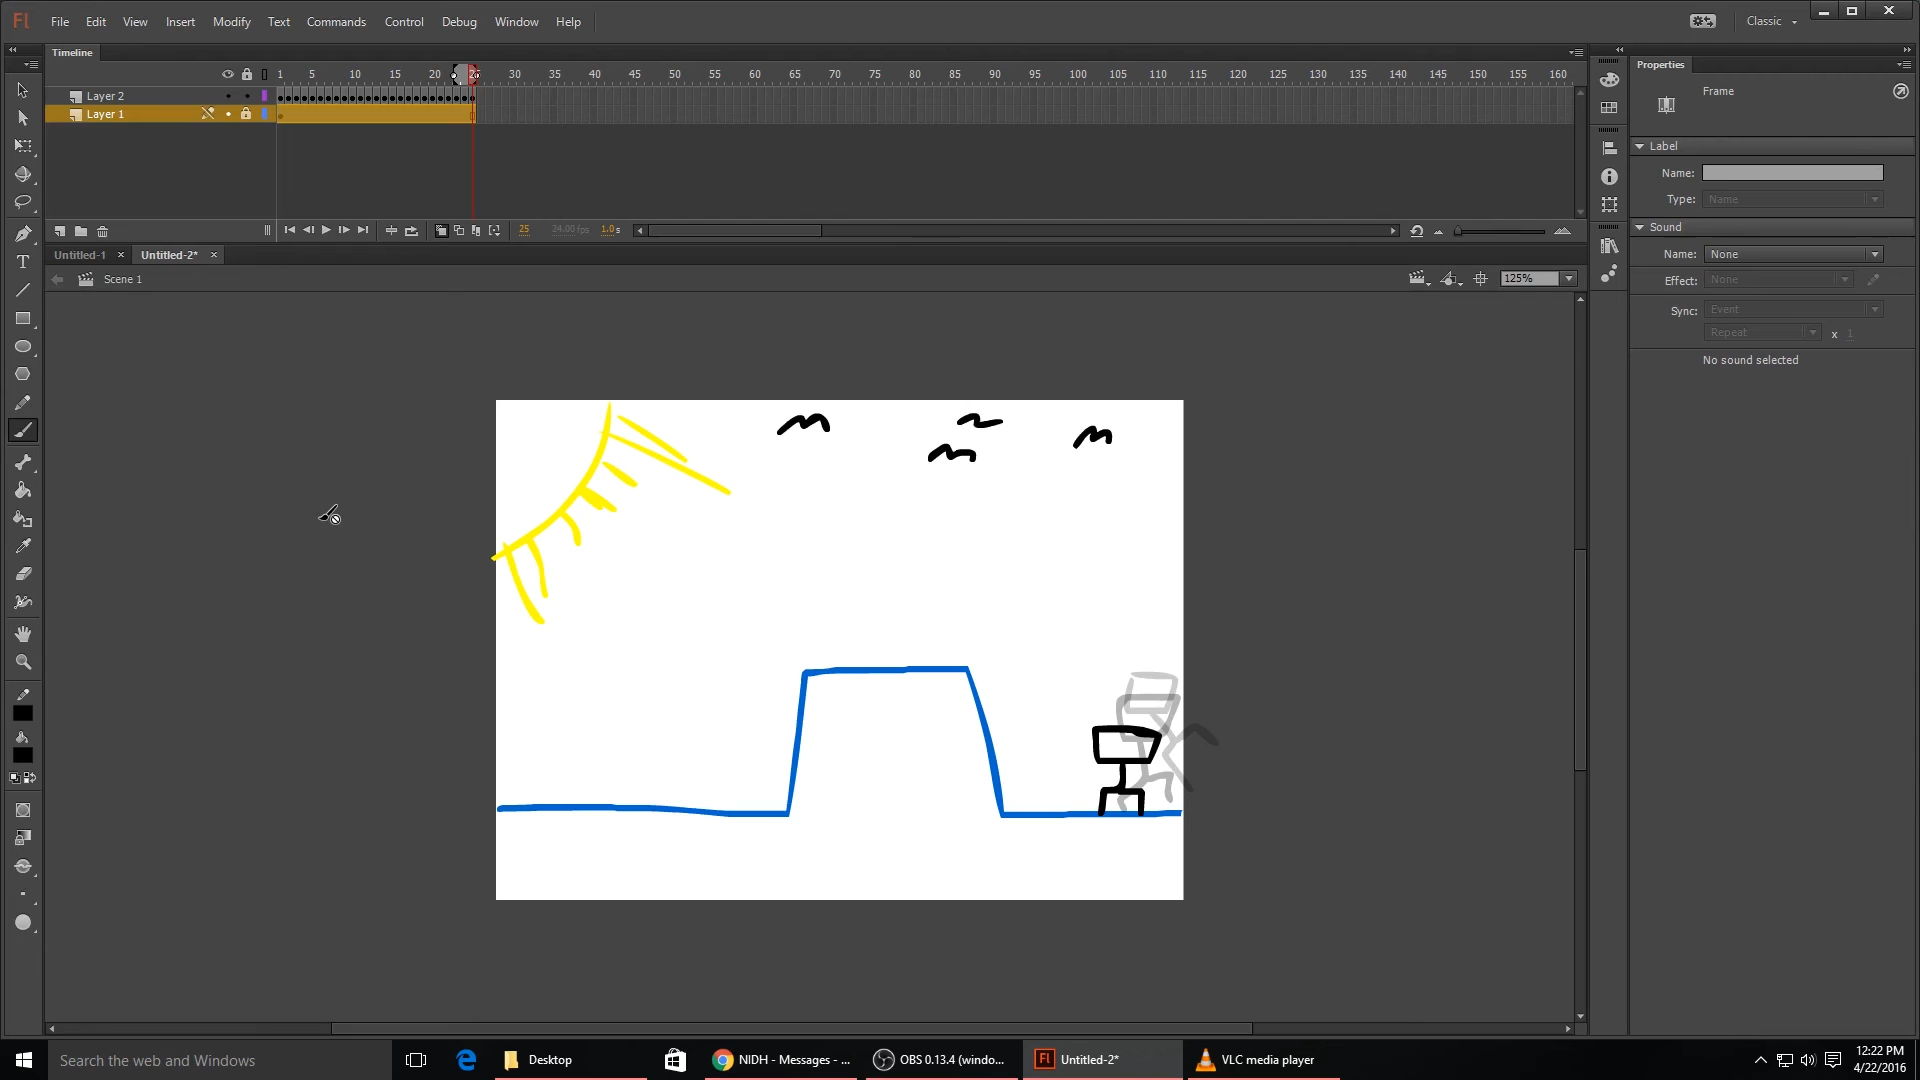 Fl File Edit View Insert Modify Text Commands Control Debug Window Help Classic
Timeline
1 5 10 15 20 25 30 35 40 45 50 55 60 65 70 75 80 85 90 95 100 105 110 115 120 125 130 135 140 145 150 155 160
Layer 2
Layer 1
25 24.00 fps 1.0 s
Untitled-1 Untitled-2*
Scene 1
125%
Properties
Frame
Label
Name:
Type: Name
Sound
Name: None
Effect: None
Sync: Event
Repeat x 1
No sound selected
T
Search the web and Windows
Desktop
NIDH - Messages - ...
OBS 0.13.4 (windo...
Fl Untitled-2*
VLC media player
12:22 PM
4/22/2016